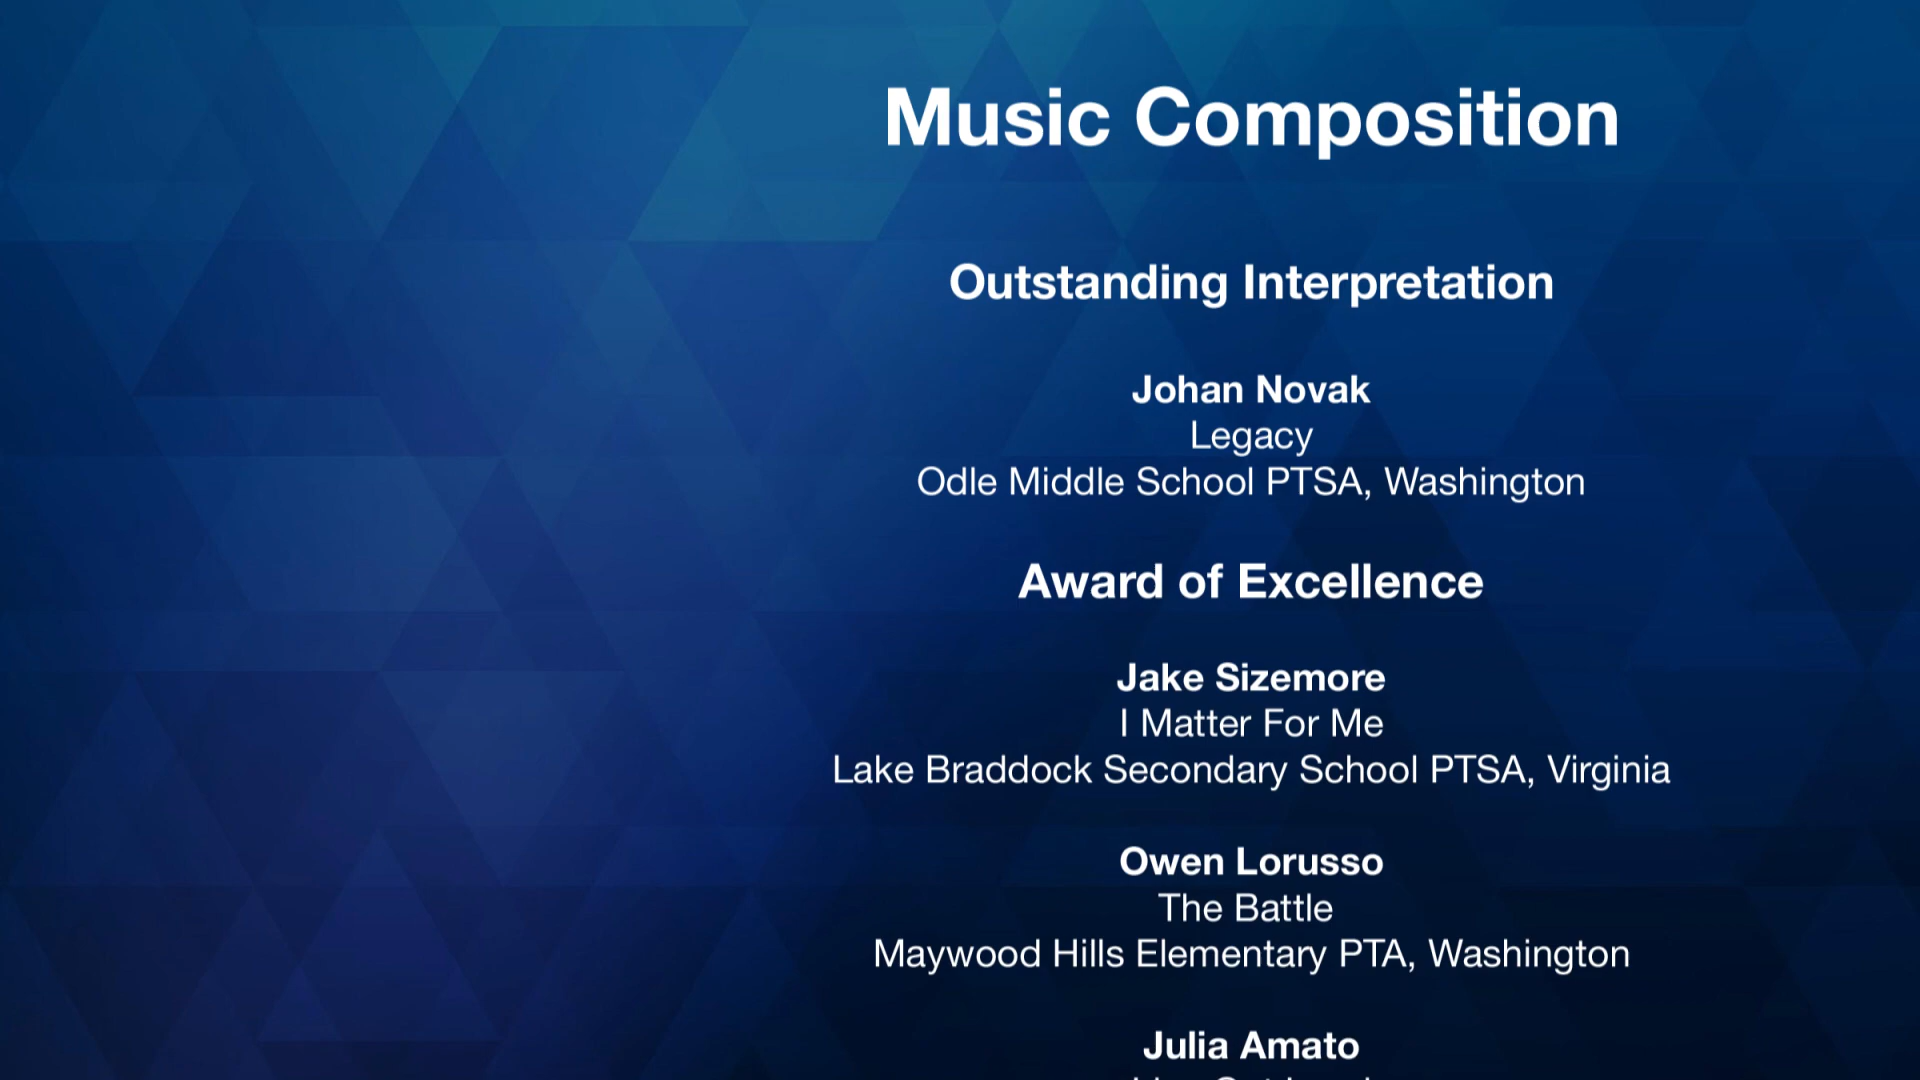 Music Composition
Outstanding Interpretation
Johan Novak
Legacy
Odle Middle School PTSA, Washington
Award of Excellence
Jake Sizemore
I Matter For Me
Lake Braddock Secondary School PTSA, Virginia
Owen Lorusso
The Battle
Maywood Hills Elementary PTA, Washington
Julia Amato